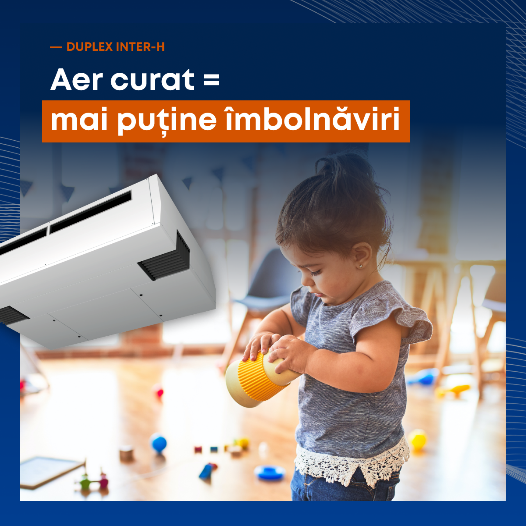 — DUPLEX INTER-H
Aer curat =
mai puține îmbolnăviri